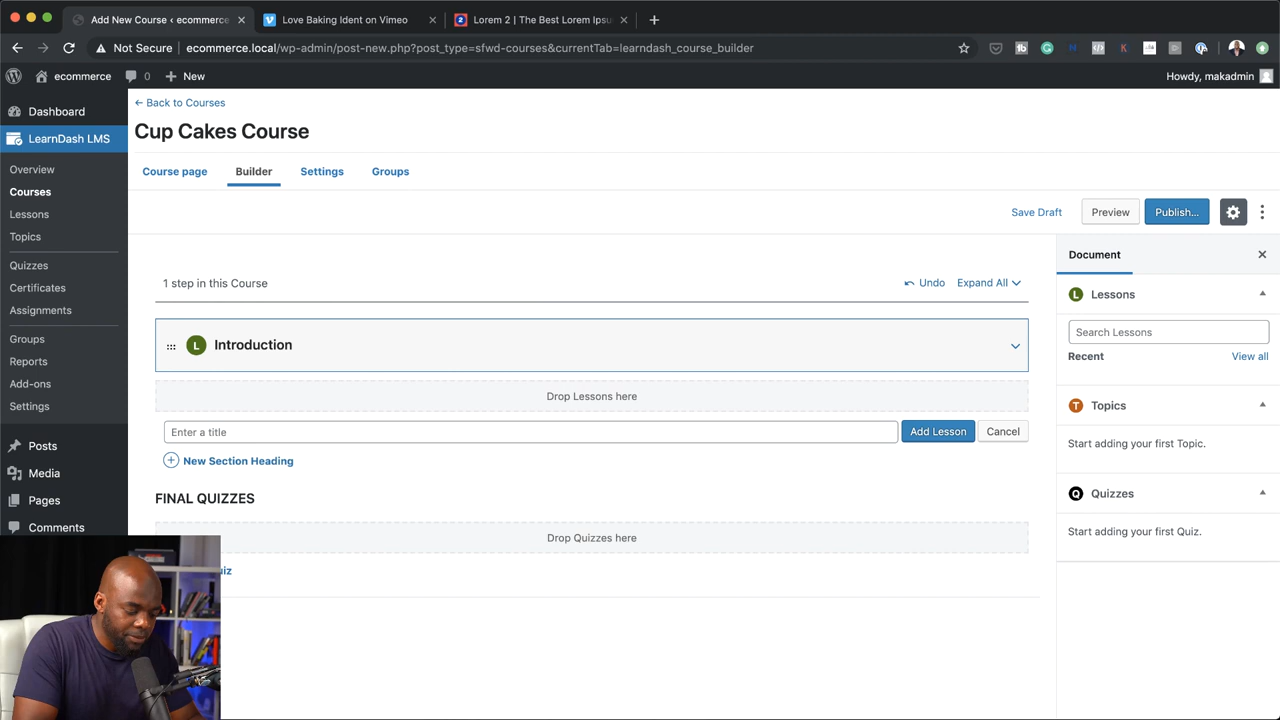 Add New Course ‹ ecommerce
Love Baking Ident on Vimeo
Lorem 2 | The Best Lorem Ipsu
Not Secure
ecommerce.local/wp-admin/post-new.php?post_type=sfwd-courses&currentTab=learndash_course_builder
ecommerce
0
New
Howdy, makadmin
Dashboard
LearnDash LMS
Overview
Courses
Lessons
Topics
Quizzes
Certificates
Assignments
Groups
Reports
Add-ons
Settings
Posts
Media
Pages
Comments
← Back to Courses
Cup Cakes Course
Course page
Builder
Settings
Groups
Save Draft
Preview
Publish...
1 step in this Course
Undo
Expand All
L
Introduction
Drop Lessons here
Enter a title
Add Lesson
Cancel
New Section Heading
FINAL QUIZZES
Drop Quizzes here
uiz
Document
L
Lessons
Search Lessons
Recent
View all
T
Topics
Start adding your first Topic.
Q
Quizzes
Start adding your first Quiz.